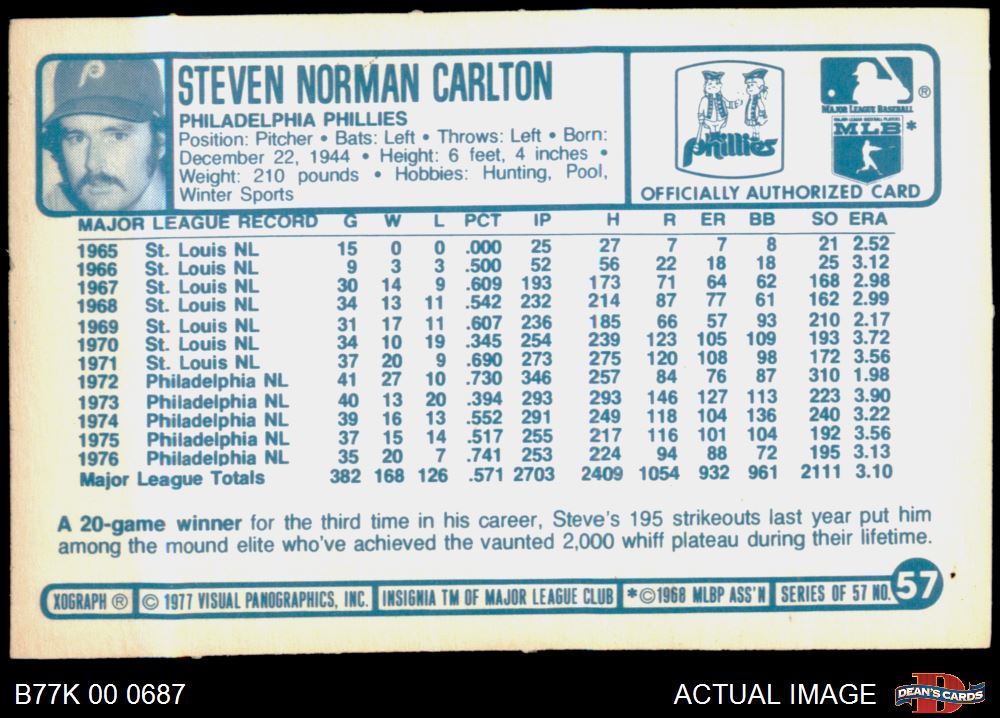 STEVEN NORMAN CARLTON
PHILADELPHIA PHILLIES
Position: Pitcher • Bats: Left • Throws: Left • Born:
December 22, 1944 • Height: 6 feet, 4 inches •
Weight: 210 pounds • Hobbies: Hunting, Pool,
Winter Sports
P
Phillies
MAJOR LEAGUE BASEBALL ®
MLB *
OFFICIALLY AUTHORIZED CARD
MAJOR LEAGUE RECORD G W L PCT IP H R ER BB SO ERA
1965 St. Louis NL 15 0 0 .000 25 27 7 7 8 21 2.52
1966 St. Louis NL 9 3 3 .500 52 56 22 18 18 25 3.12
1967 St. Louis NL 30 14 9 .609 193 173 71 64 62 168 2.98
1968 St. Louis NL 34 13 11 .542 232 214 87 77 61 162 2.99
1969 St. Louis NL 31 17 11 .607 236 185 66 57 93 210 2.17
1970 St. Louis NL 34 10 19 .345 254 239 123 105 109 193 3.72
1971 St. Louis NL 37 20 9 .690 273 275 120 108 98 172 3.56
1972 Philadelphia NL 41 27 10 .730 346 257 84 76 87 310 1.98
1973 Philadelphia NL 40 13 20 .394 293 293 146 127 113 223 3.90
1974 Philadelphia NL 39 16 13 .552 291 249 118 104 136 240 3.22
1975 Philadelphia NL 37 15 14 .517 255 217 116 101 104 192 3.56
1976 Philadelphia NL 35 20 7 .741 253 224 94 88 72 195 3.13
Major League Totals 382 168 126 .571 2703 2409 1054 932 961 2111 3.10
A 20-game winner for the third time in his career, Steve's 195 strikeouts last year put him
among the mound elite who've achieved the vaunted 2,000 whiff plateau during their lifetime.
XOGRAPH ® © 1977 VISUAL PANOGRAPHICS, INC. INSIGNIA TM OF MAJOR LEAGUE CLUB *©1968 MLBP ASS'N SERIES OF 57 NO. 57
B77K 00 0687 ACTUAL IMAGE D DEAN'S CARDS